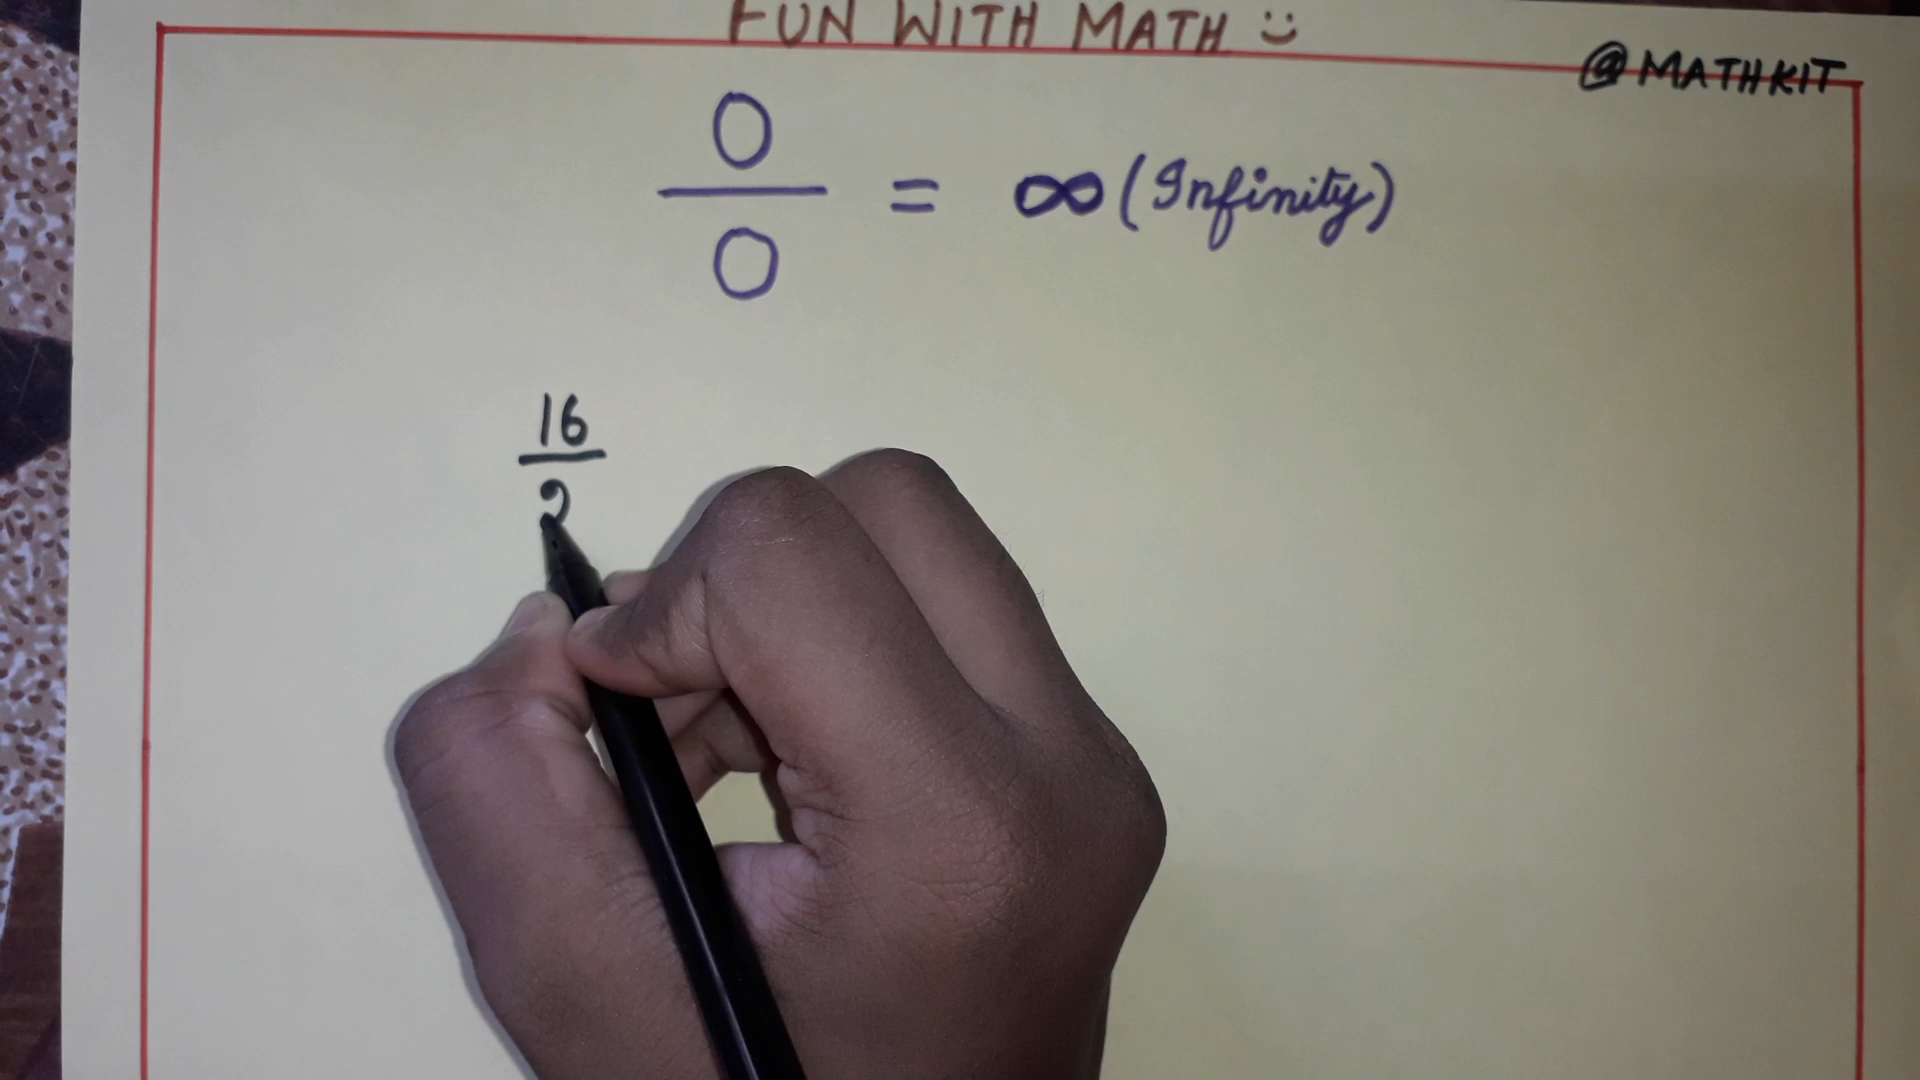 FUN WITH MATH :)
@MATHKIT
0
0
= ∞ (Infinity)
16
2